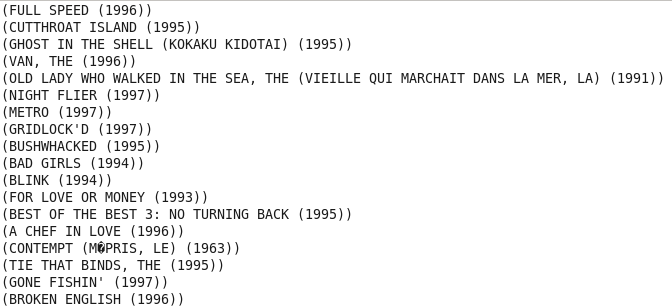 (FULL SPEED (1996))
(CUTTHROAT ISLAND (1995))
(GHOST IN THE SHELL (KOKAKU KIDOTAI) (1995))
(VAN, THE (1996))
(OLD LADY WHO WALKED IN THE SEA, THE (VIEILLE QUI MARCHAIT DANS LA MER, LA) (1991))
(NIGHT FLIER (1997))
(METRO (1997))
(GRIDLOCK'D (1997))
(BUSHWHACKED (1995))
(BAD GIRLS (1994))
(BLINK (1994))
(FOR LOVE OR MONEY (1993))
(BEST OF THE BEST 3: NO TURNING BACK (1995))
(A CHEF IN LOVE (1996))
(CONTEMPT (M�PRIS, LE) (1963))
(TIE THAT BINDS, THE (1995))
(GONE FISHIN' (1997))
(BROKEN ENGLISH (1996))